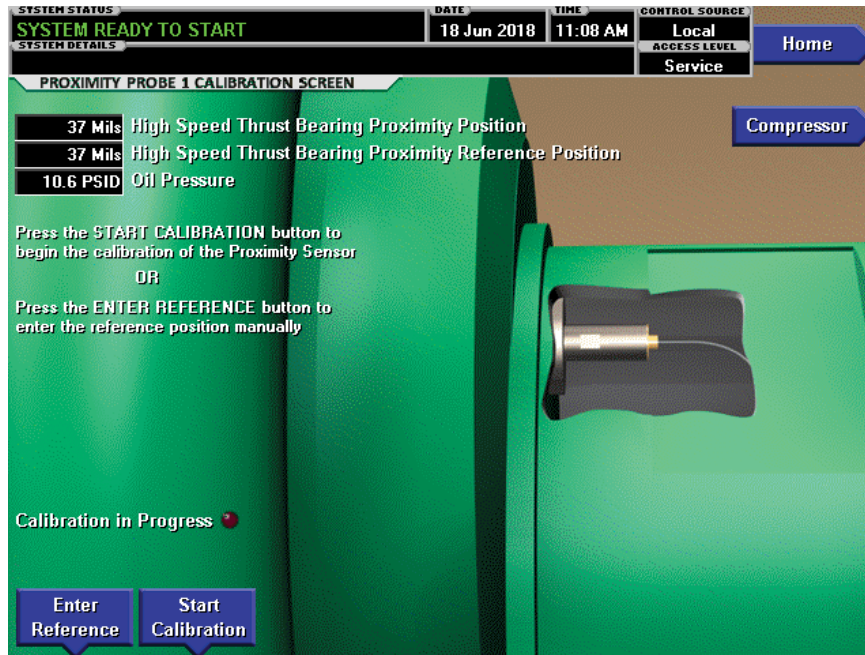 SYSTEM STATUS
SYSTEM READY TO START
DATE
18 Jun 2018
TIME
11:08 AM
CONTROL SOURCE
Local
ACCESS LEVEL
Service
Home
SYSTEM DETAILS
PROXIMITY PROBE 1 CALIBRATION SCREEN
Compressor
37 Mils High Speed Thrust Bearing Proximity Position
37 Mils High Speed Thrust Bearing Proximity Reference Position
10.6 PSID Oil Pressure
Press the START CALIBRATION button to
begin the calibration of the Proximity Sensor
OR
Press the ENTER REFERENCE button to
enter the reference position manually
Calibration in Progress
Enter
Reference
Start
Calibration